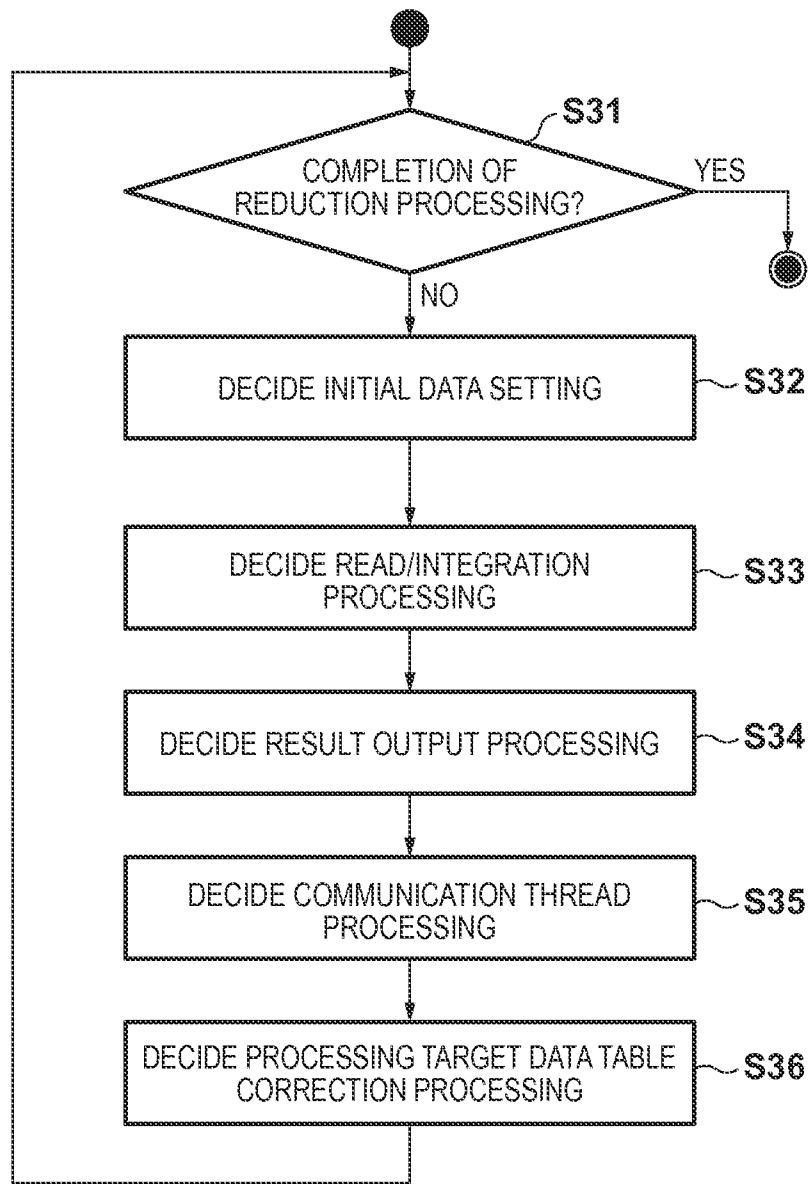 S31
COMPLETION OF
REDUCTION PROCESSING?
YES
NO
DECIDE INITIAL DATA SETTING
S32
DECIDE READ/INTEGRATION
PROCESSING
S33
DECIDE RESULT OUTPUT PROCESSING
S34
DECIDE COMMUNICATION THREAD
PROCESSING
S35
DECIDE PROCESSING TARGET DATA TABLE
CORRECTION PROCESSING
S36